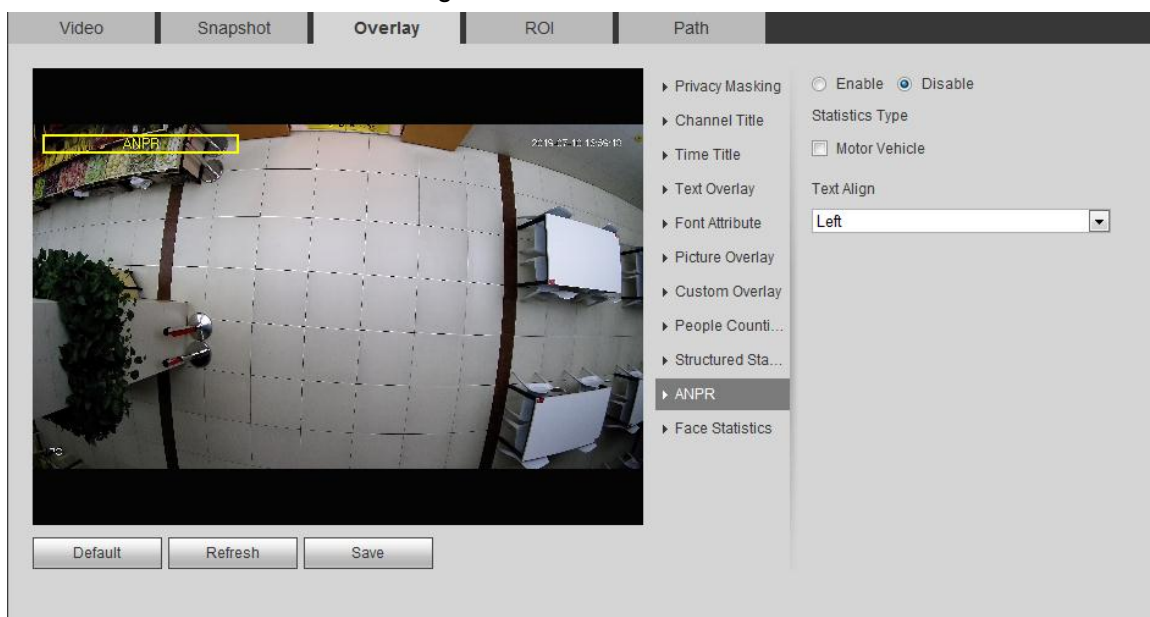 Video Snapshot Overlay ROI Path
Privacy Masking
Channel Title
Time Title
Text Overlay
Font Attribute
Picture Overlay
Custom Overlay
People Counti...
Structured Sta...
ANPR
Face Statistics
Enable Disable
Statistics Type
Motor Vehicle
Text Align
Left
ANPR
Default Refresh Save